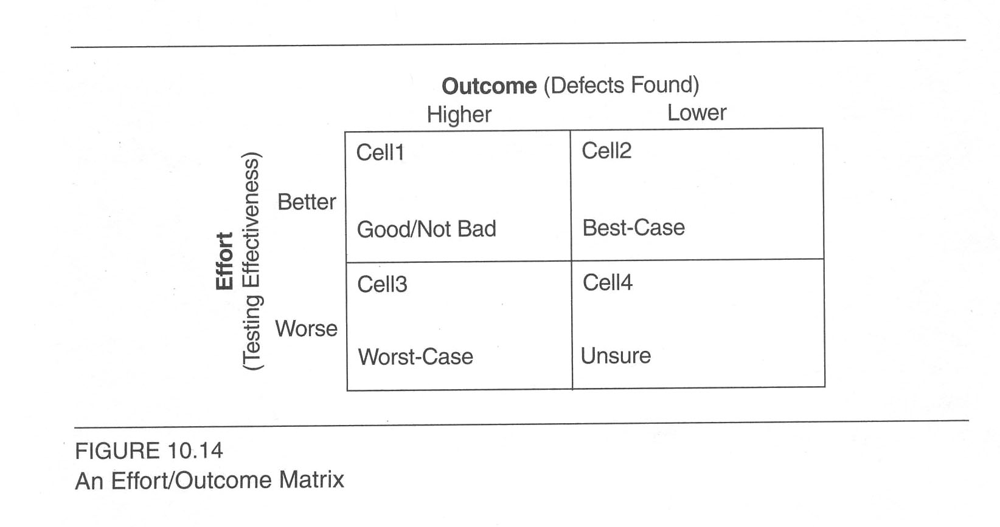 Outcome (Defects Found)
Higher Lower
Effort
(Testing Effectiveness)
Better
Cell1
Good/Not Bad
Cell2
Best-Case
Worse
Cell3
Worst-Case
Cell4
Unsure
FIGURE 10.14
An Effort/Outcome Matrix